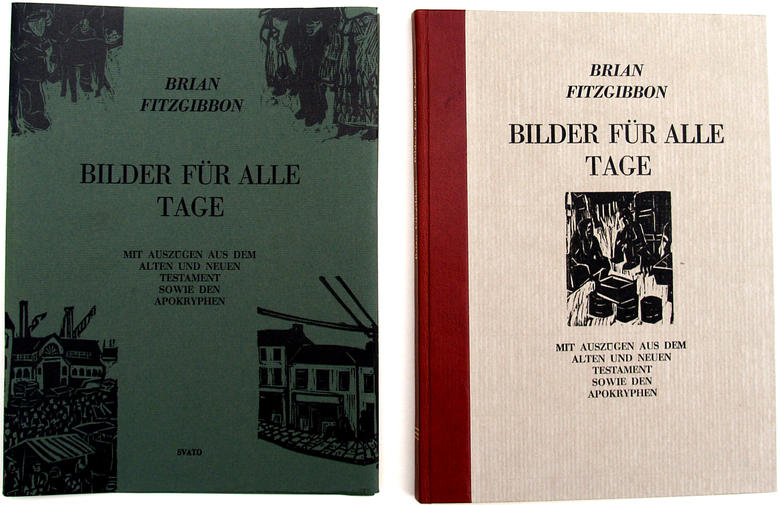 BRIAN
FITZGIBBON
BILDER FÜR ALLE
TAGE
MIT AUSZÜGEN AUS DEM
ALTEN UND NEUEN
TESTAMENT
SOWIE DEN
APOKRYPHEN
SVATO
BRIAN
FITZGIBBON
BILDER FÜR ALLE
TAGE
MIT AUSZÜGEN AUS DEM
ALTEN UND NEUEN
TESTAMENT
SOWIE DEN
APOKRYPHEN